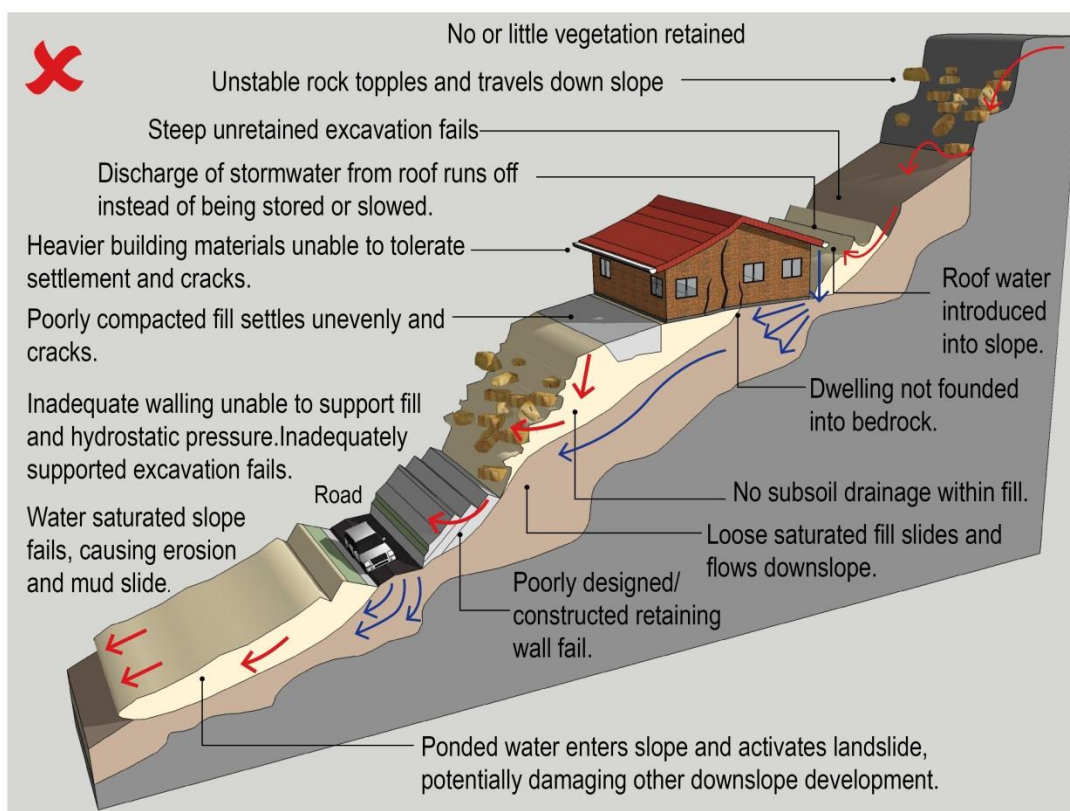 No or little vegetation retained
Unstable rock topples and travels down slope
Steep unretained excavation fails
Discharge of stormwater from roof runs off
instead of being stored or slowed.
Heavier building materials unable to tolerate
settlement and cracks.
Poorly compacted fill settles unevenly and
cracks.
Inadequate walling unable to support fill
and hydrostatic pressure.Inadequately
supported excavation fails.
Road
Water saturated slope
fails, causing erosion
and mud slide.
Roof water
introduced
into slope.
Dwelling not founded
into bedrock.
No subsoil drainage within fill.
Loose saturated fill slides and
flows downslope.
Poorly designed/
constructed retaining
wall fail.
Ponded water enters slope and activates landslide,
potentially damaging other downslope development.